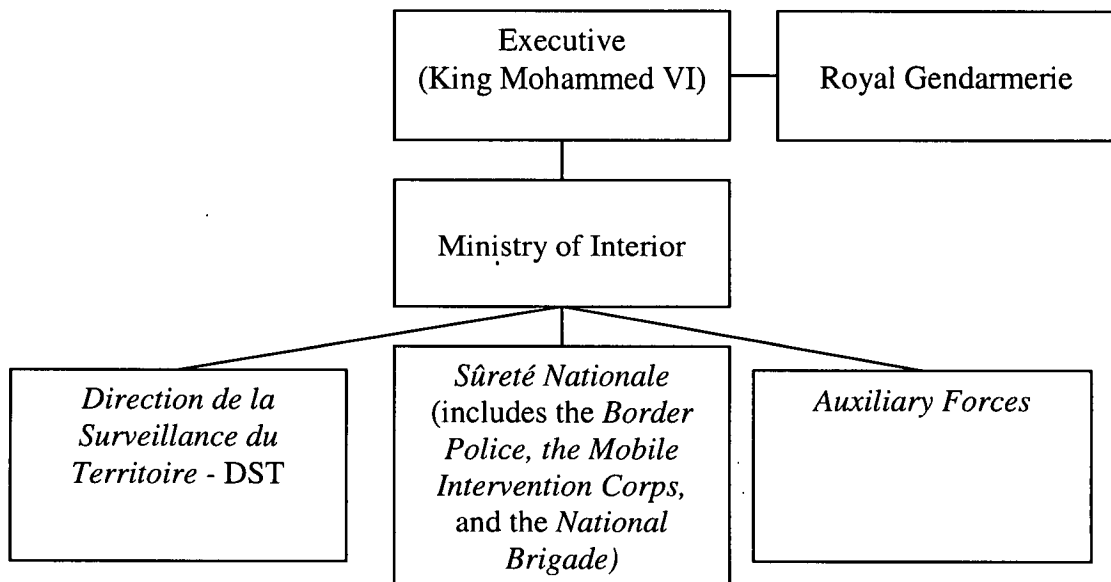 Executive
(King Mohammed VI)
Royal Gendarmerie
Ministry of Interior
Direction de la
Surveillance du
Territoire - DST
Sûreté Nationale
(includes the Border
Police, the Mobile
Intervention Corps,
and the National
Brigade)
Auxiliary Forces